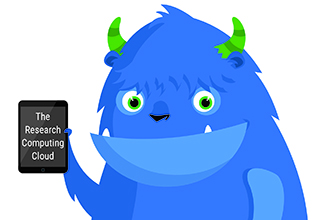 The
Research
Computing
Cloud